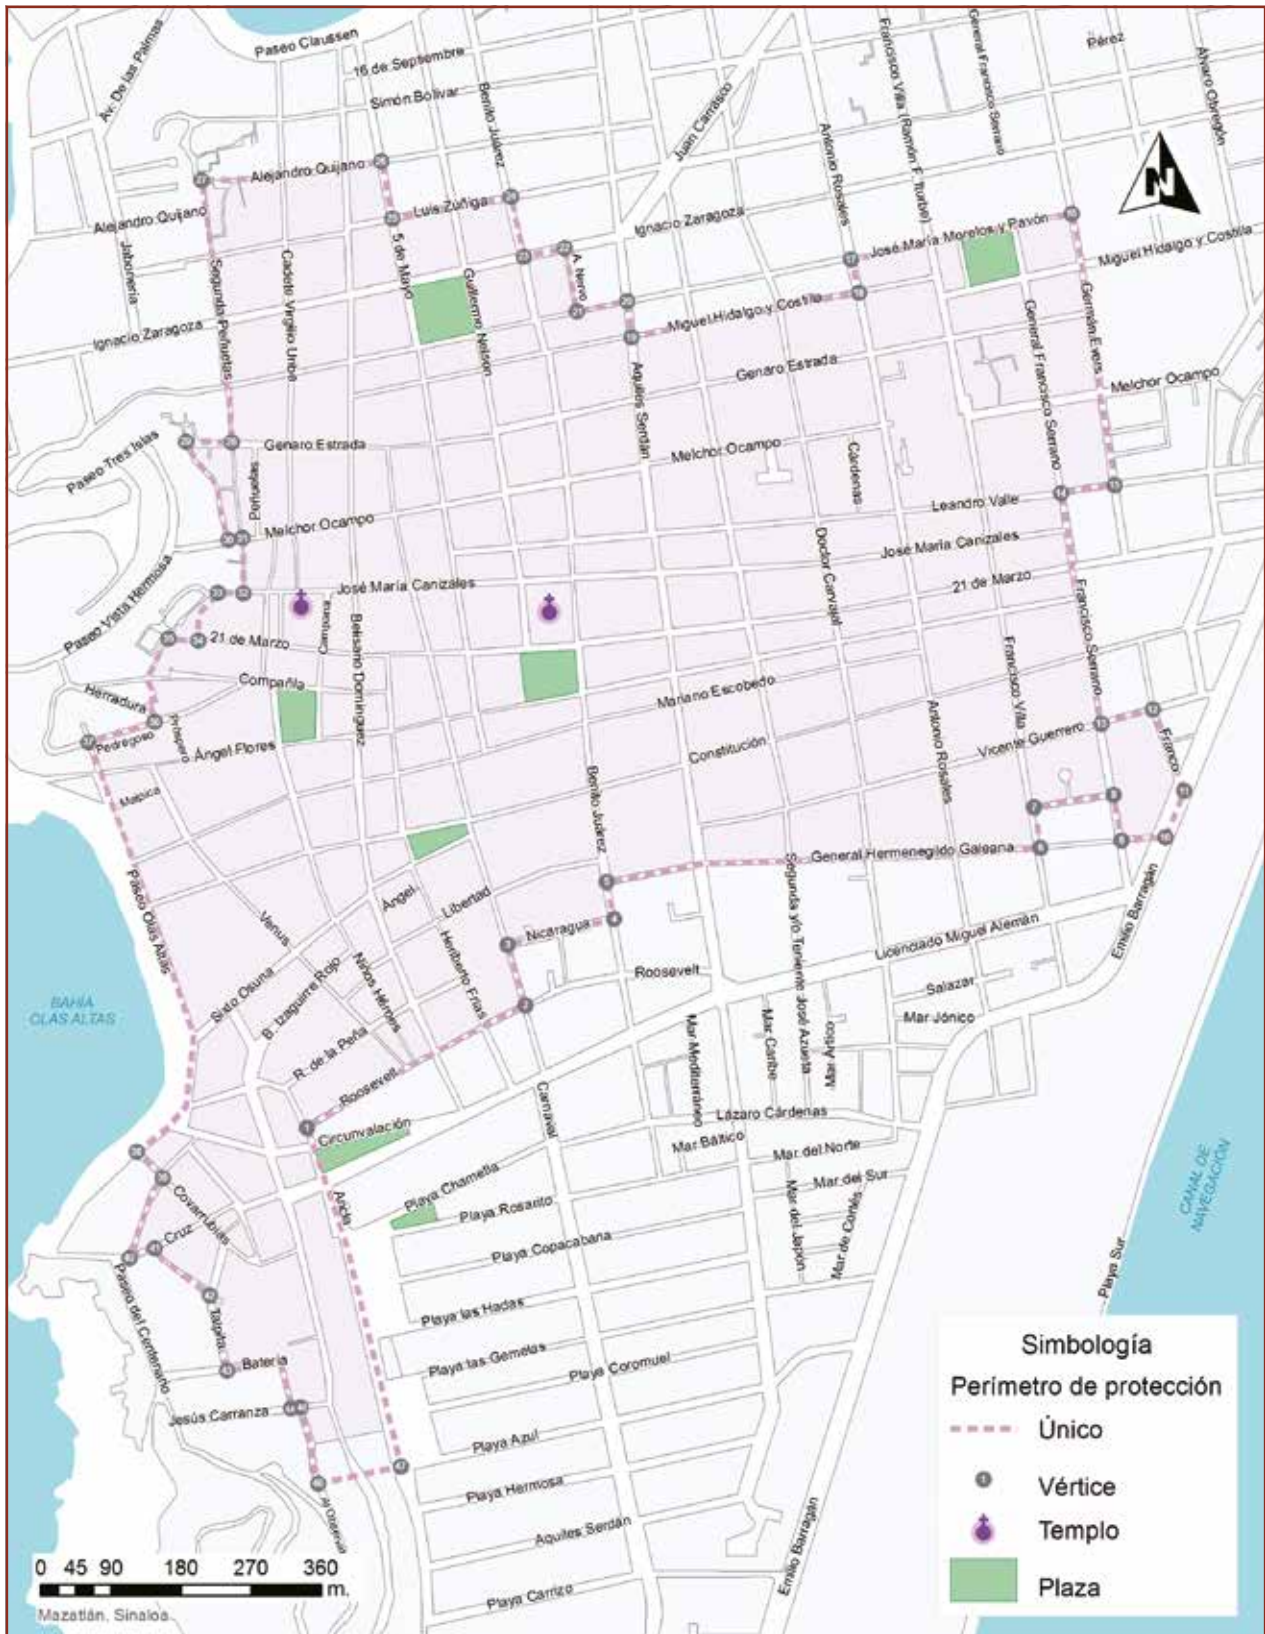 Paseo Claussen
Av. De las Palmas
16 de Septiembre
Simón Bolívar
Benito Juárez
Juan Carrasco
Antonio Rosales
Francisco Villa (Ramón F. Iturbe)
General Francisco Serrano
Pérez
Álvaro Obregón
N
Alejandro Quijano
Alejandro Quijano
Jabonería
Luis Zúñiga
Ignacio Zaragoza
José María Morelos y Pavón
Miguel Hidalgo y Costilla
Segunda Peñuelas
Cadete Virgilio Uribe
5 de Mayo
Guillermo Nelson
A. Nervo
Ignacio Zaragoza
Miguel Hidalgo y Costilla
Genaro Estrada
Aquiles Serdán
General Francisco Serrano
Germán Evers
Melchor Ocampo
Paseo Tres Islas
Genaro Estrada
Peñuelas
Melchor Ocampo
Melchor Ocampo
Cárdenas
Leandro Valle
José María Canizales
José María Canizales
Doctor Carvajal
21 de Marzo
Paseo Vista Hermosa
21 de Marzo
Campana
Belisario Domínguez
Compañía
Herradura
Pedregoso
Próspero
Ángel Flores
Mariano Escobedo
Constitución
Francisco Villa
Francisco Serrano
Antonio Rosales
Vicente Guerrero
Franco
Malpica
Benito Juárez
General Hermenegildo Galeana
Paseo Olas Altas
Venus
Ángel
Libertad
Heriberto Frías
Nicaragua
Niños Héroes
Sixto Osuna
B. Izaguirre Rojo
R. de la Peña
Roosevelt
Roosevelt
Segunda y/o Teniente José Azueta
Licenciado Miguel Alemán
Emilio Barragán
Salazar
Mar Jónico
BAHÍA
OLAS ALTAS
Mar Mediterráneo
Mar Caribe
Circunvalación
Carnaval
Lázaro Cárdenas
Mar Báltico
Mar del Norte
Mar del Sur
Mar del Japón
Mar de Cortés
CANAL DE
NAVEGACIÓN
Playa Sur
Covarrubias
Cruz
Playa Chamella
Playa Rosarito
Playa Copacabana
Paseo del Centenario
Talpita
Batería
Jesús Carranza
Playa las Hadas
Playa las Gemelas
Playa Coromuel
Playa Azul
Playa Hermosa
Aquiles Serdán
Playa Carrizo
Emilio Barragán
Simbología
Perímetro de protección
Único
Vértice
Templo
Plaza
0 45 90 180 270 360
m.
Mazatlán, Sinaloa.